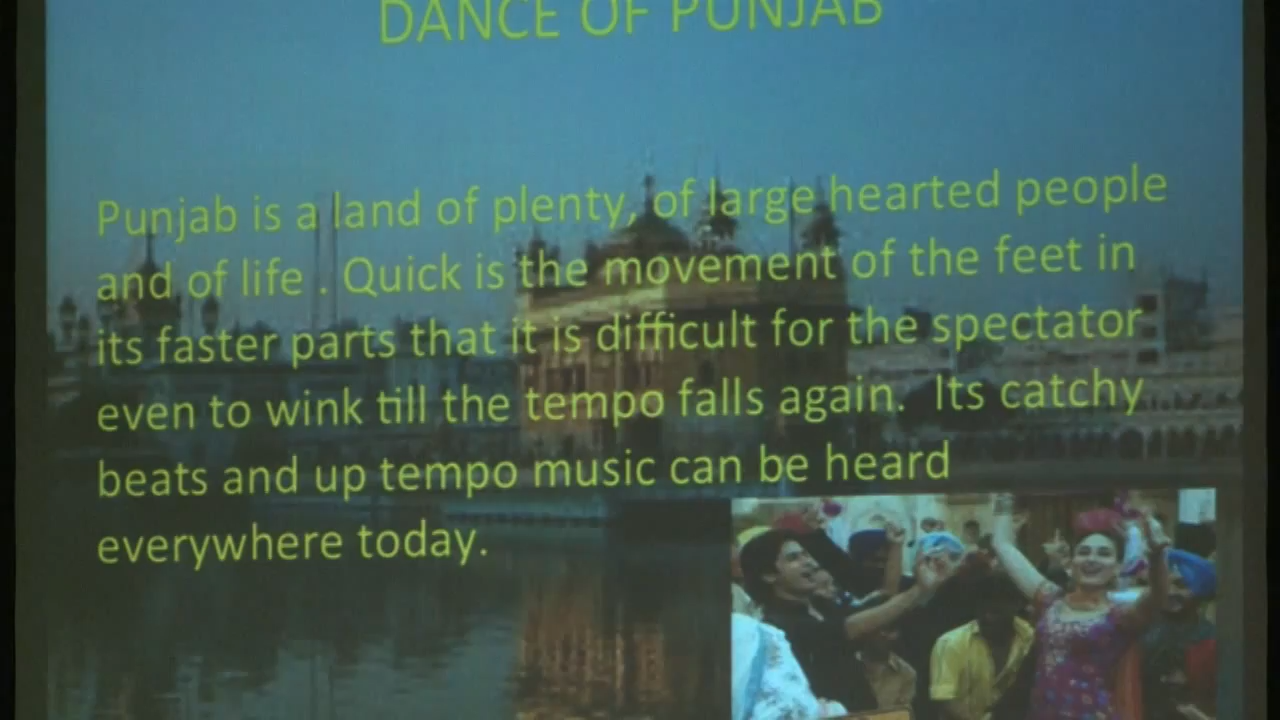 DANCE OF PUNJAB
Punjab is a land of plenty, of large hearted people
and of life . Quick is the movement of the feet in
its faster parts that it is difficult for the spectator
even to wink till the tempo falls again.  Its catchy
beats and up tempo music can be heard
everywhere today.